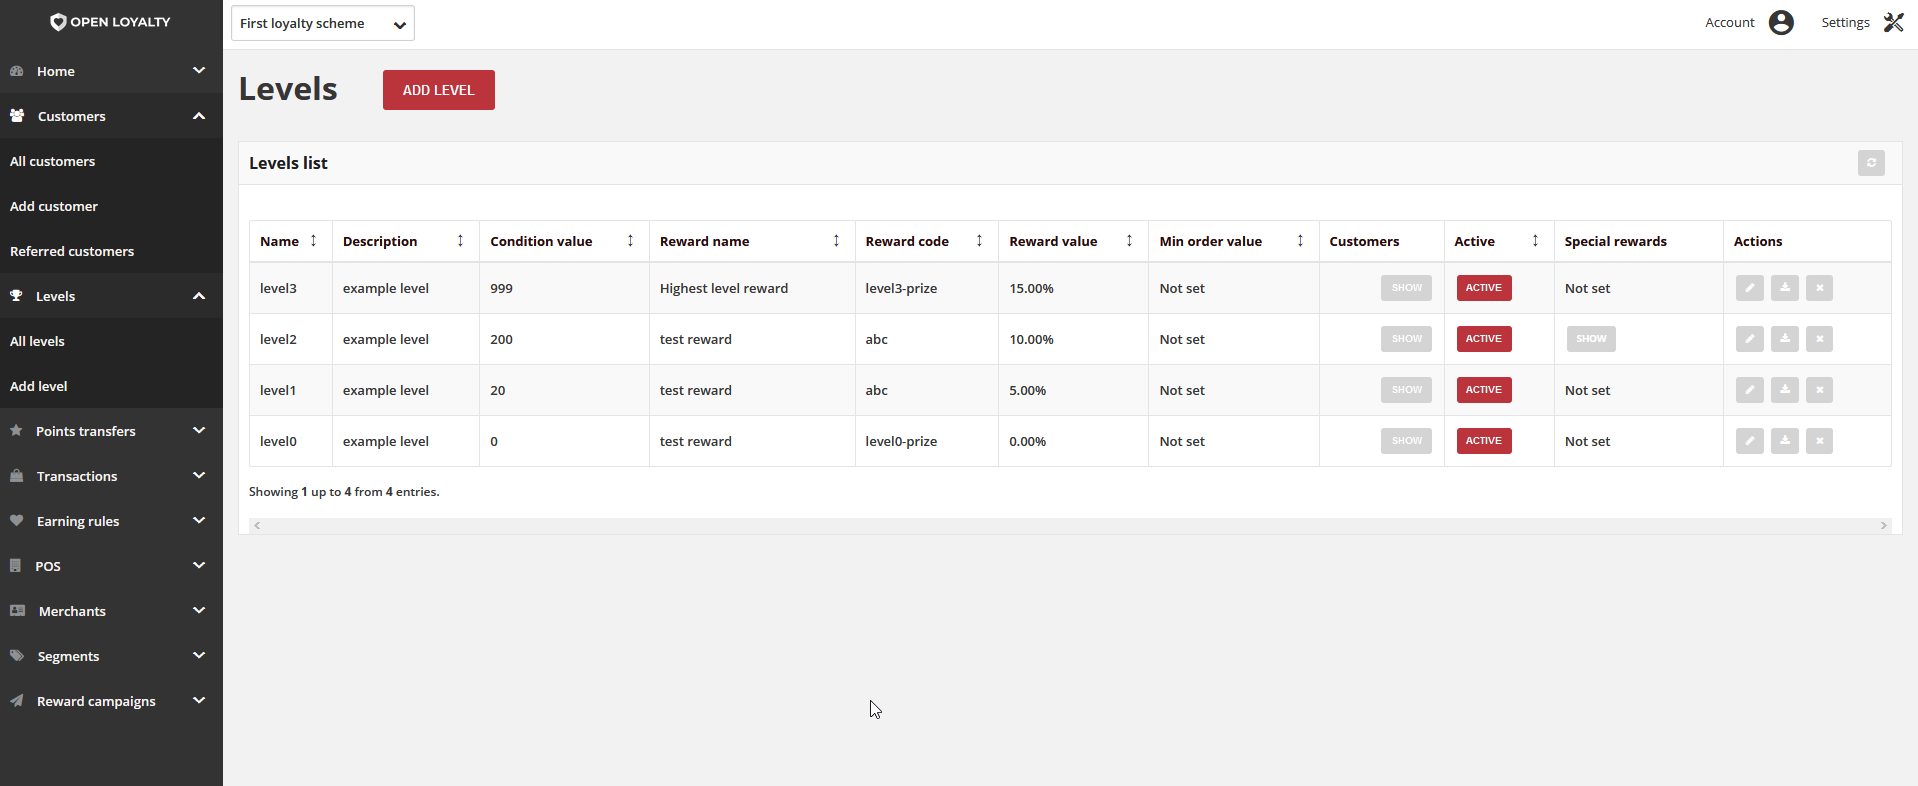 OPEN LOYALTY
First loyalty scheme
Account
Settings
Home
Customers
All customers
Add customer
Referred customers
Levels
All levels
Add level
Points transfers
Transactions
Earning rules
POS
Merchants
Segments
Reward campaigns
Levels
ADD LEVEL
Levels list
Name Description Condition value Reward name Reward code Reward value Min order value Customers Active Special rewards Actions
level3 example level 999 Highest level reward level3-prize 15.00% Not set SHOW ACTIVE Not set
level2 example level 200 test reward abc 10.00% Not set SHOW ACTIVE SHOW
level1 example level 20 test reward abc 5.00% Not set SHOW ACTIVE Not set
level0 example level 0 test reward level0-prize 0.00% Not set SHOW ACTIVE Not set
Showing 1 up to 4 from 4 entries.